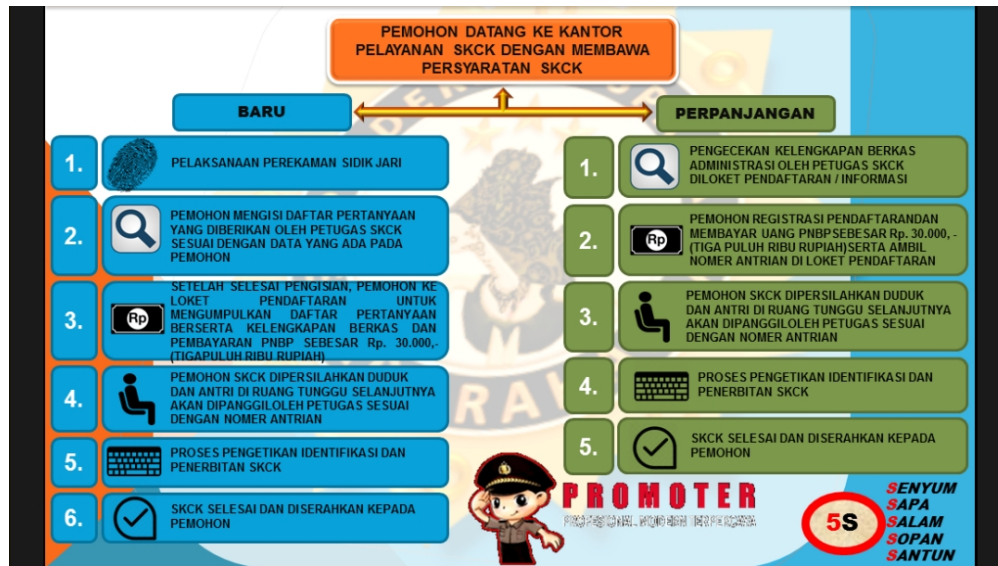 PEMOHON DATANG KE KANTOR
PELAYANAN SKCK DENGAN MEMBAWA
PERSYARATAN SKCK
BARU
1.
PELAKSANAAN PEREKAMAN SIDIK JARI
2.
PEMOHON MENGISI DAFTAR PERTANYAAN
YANG DIBERIKAN OLEH PETUGAS SKCK
SESUAI DENGAN DATA YANG ADA PADA
PEMOHON
3.
Rp
SETELAH SELESAI PENGISIAN, PEMOHON KE
LOKET PENDAFTARAN UNTUK
MENGUMPULKAN DAFTAR PERTANYAAN
BERSERTA KELENGKAPAN BERKAS DAN
PEMBAYARAN PNBP SEBESAR Rp. 30.000,-
(TIGAPULUH RIBU RUPIAH)
4.
PEMOHON SKCK DIPERSILAHKAN DUDUK
DAN ANTRI DI RUANG TUNGGU SELANJUTNYA
AKAN DIPANGGILOLEH PETUGAS SESUAI
DENGAN NOMER ANTRIAN
5.
PROSES PENGETIKAN IDENTIFIKASI DAN
PENERBITAN SKCK
6.
SKCK SELESAI DAN DISERAHKAN KEPADA
PEMOHON
PERPANJANGAN
1.
PENGECEKAN KELENGKAPAN BERKAS
ADMINISTRASI OLEH PETUGAS SKCK
DILOKET PENDAFTARAN / INFORMASI
2.
Rp
PEMOHON REGISTRASI PENDAFTARANDAN
MEMBAYAR UANG PNBPSEBESAR Rp. 30.000, -
(TIGA PULUH RIBU RUPIAH)SERTA AMBIL
NOMER ANTRIAN DI LOKET PENDAFTARAN
3.
PEMOHON SKCK DIPERSILAHKAN DUDUK
DAN ANTRI DI RUANG TUNGGU SELANJUTNYA
AKAN DIPANGGILOLEH PETUGAS SESUAI
DENGAN NOMER ANTRIAN
4.
PROSES PENGETIKAN IDENTIFIKASI DAN
PENERBITAN SKCK
5.
SKCK SELESAI DAN DISERAHKAN KEPADA
PEMOHON
PROMOTER
PROFESIONAL, MODERN TERPERCAYA
5S
SENYUM
SAPA
SALAM
SOPAN
SANTUN